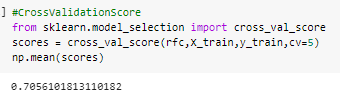 ] #CrossValidationScore
from sklearn.model_selection import cross_val_score
scores = cross_val_score(rfc,X_train,y_train,cv=5)
np.mean(scores)
0.7056101813110182